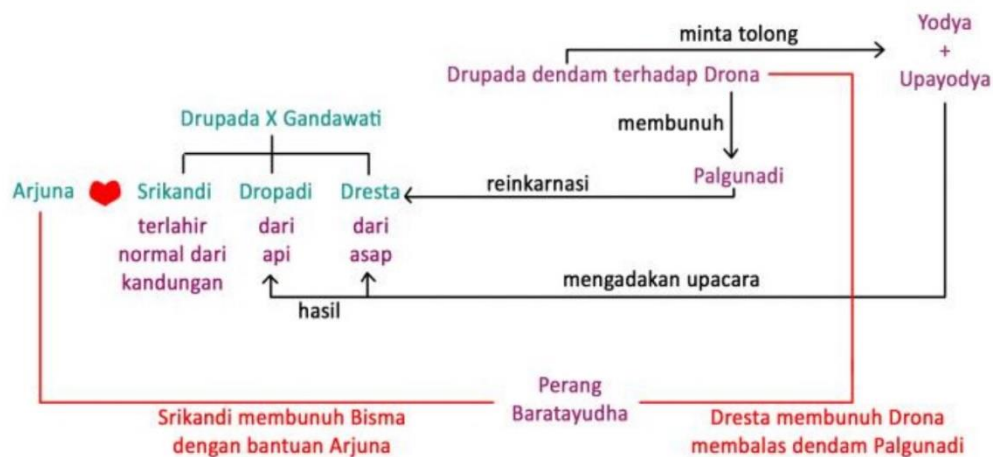 Yodya
+
Upayodya
minta tolong
Drupada dendam terhadap Drona
membunuh
Palgunadi
reinkarnasi
Drupada X Gandawati
Arjuna Srikandi Dropadi Dresta
terlahir dari dari
normal dari api asap
kandungan
mengadakan upacara
hasil
Perang
Baratayudha
Srikandi membunuh Bisma
dengan bantuan Arjuna
Dresta membunuh Drona
membalas dendam Palgunadi